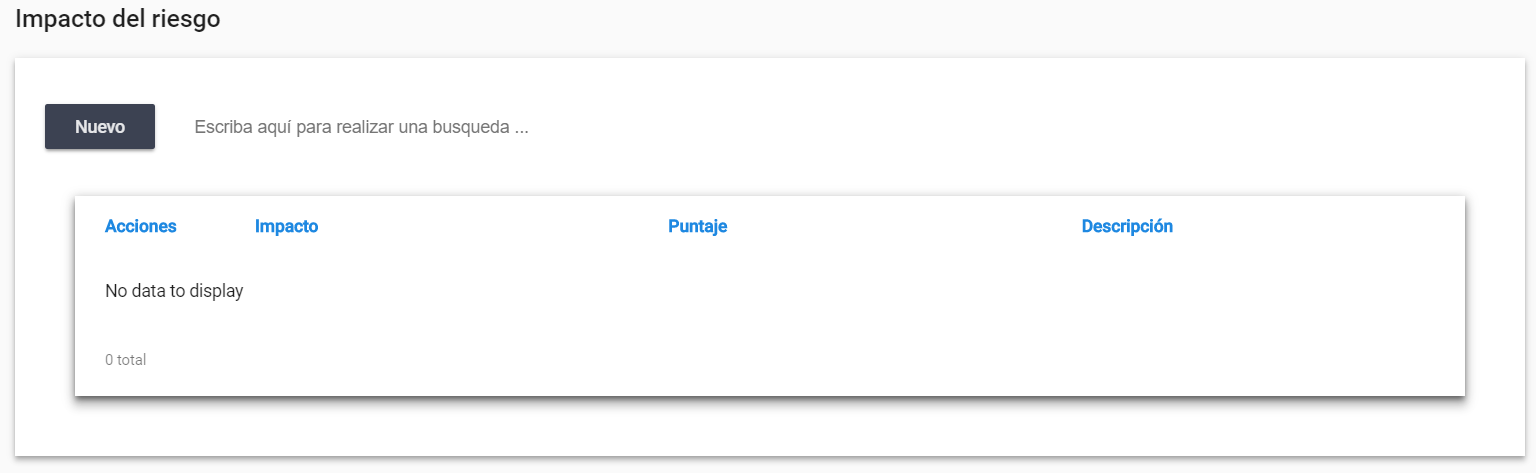 Impacto del riesgo
Nuevo
Escriba aquí para realizar una busqueda ...
Acciones Impacto Puntaje Descripción
No data to display
0 total